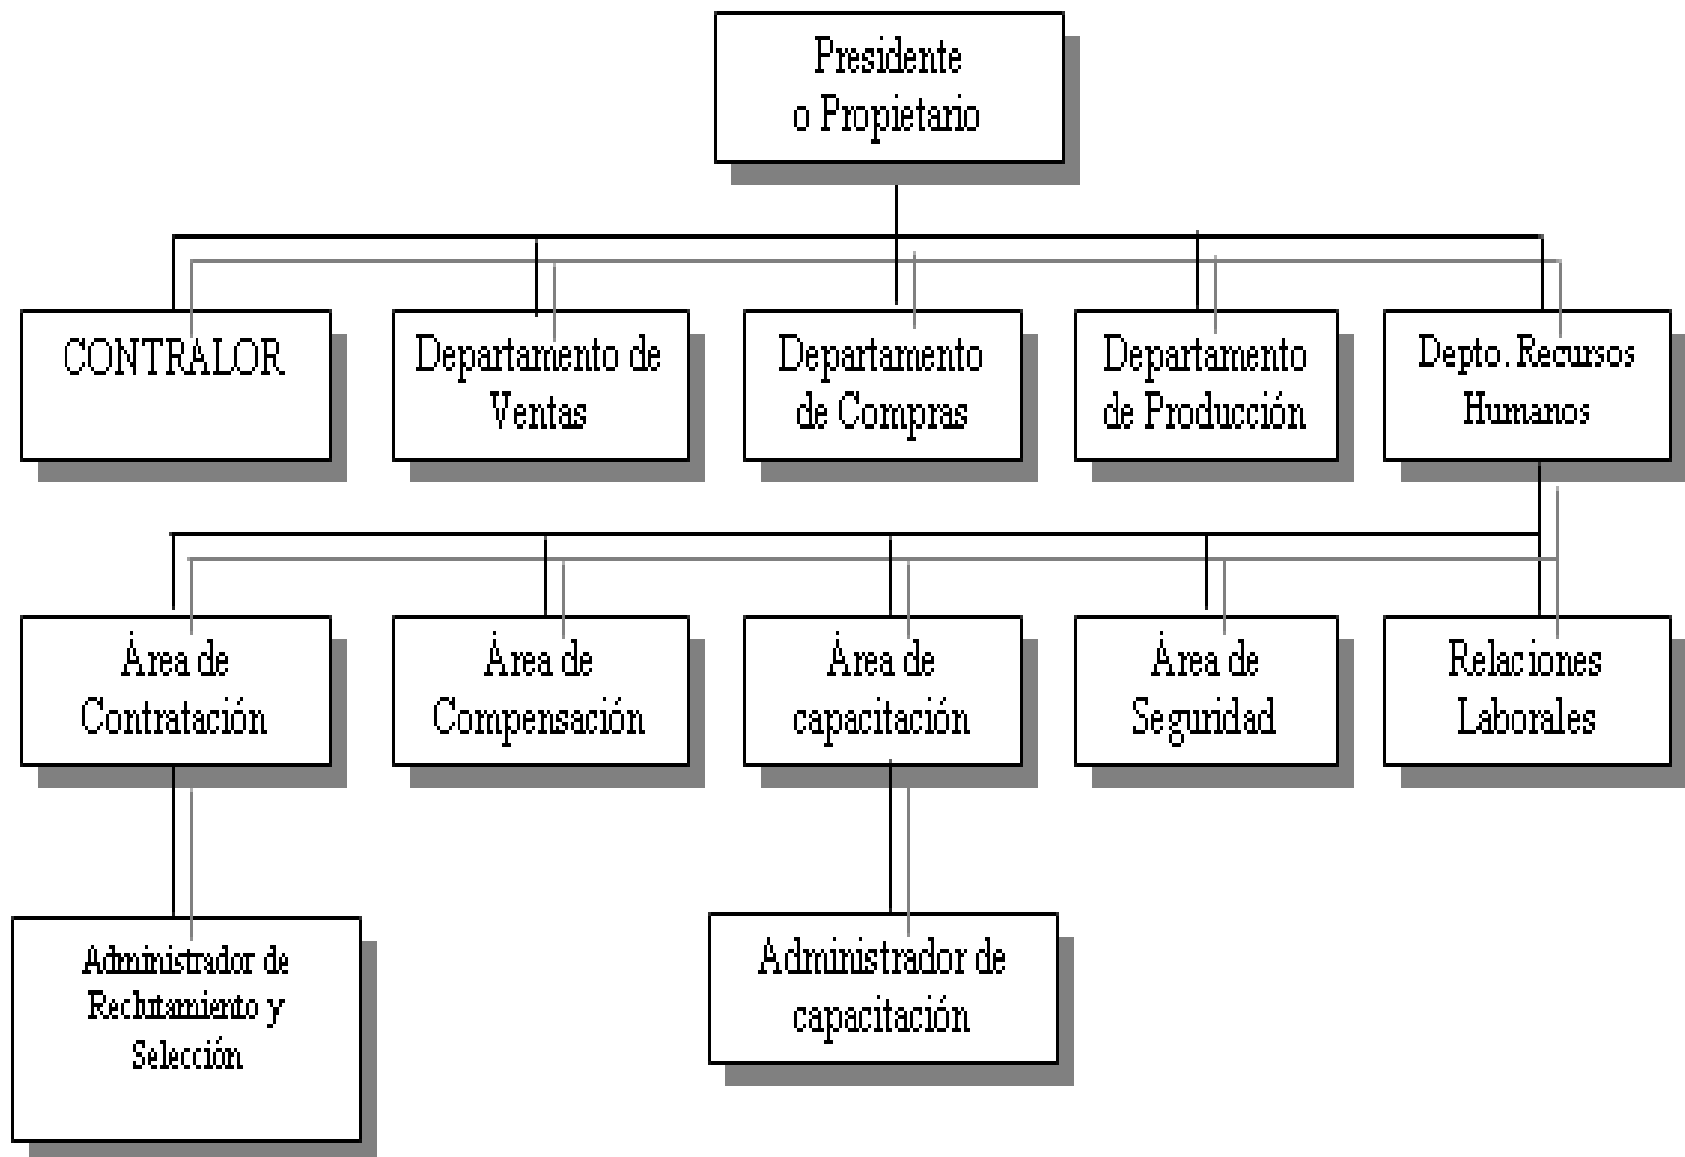 Presidente
o Propietario
CONTRALOR
Departamento de
Ventas
Departamento
de Compras
Departamento
de Producción
Depto. Recursos
Humanos
Área de
Contratación
Área de
Compensación
Área de
capacitación
Área de
Seguridad
Relaciones
Laborales
Administrador de
Reclutamiento y
Selección
Administrador de
capacitación